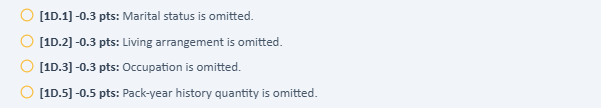 [1D.1] -0.3 pts: Marital status is omitted.
[1D.2] -0.3 pts: Living arrangement is omitted.
[1D.3] -0.3 pts: Occupation is omitted.
[1D.5] -0.5 pts: Pack-year history quantity is omitted.